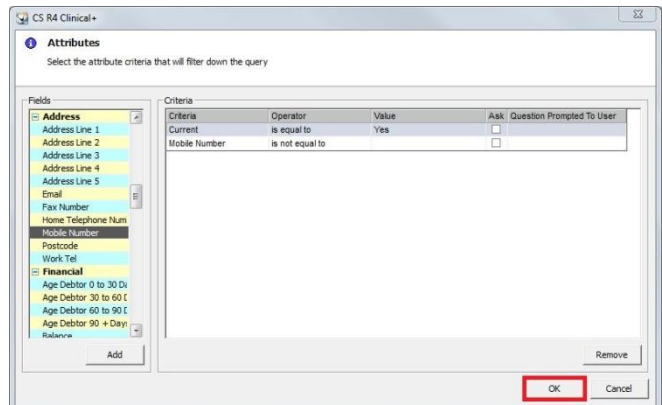 CS R4 Clinical+
Attributes
Select the attribute criteria that will filter down the query
Fields
Address
Address Line 1
Address Line 2
Address Line 3
Address Line 4
Address Line 5
Email
Fax Number
Home Telephone Num
Mobile Number
Postcode
Work Tel
Financial
Age Debtor 0 to 30 Da
Age Debtor 30 to 60 D
Age Debtor 60 to 90 D
Age Debtor 90 + Day
Balance
Add
Criteria
Criteria Operator Value Ask Question Prompted To User
Current is equal to Yes
Mobile Number is not equal to
Remove
OK Cancel